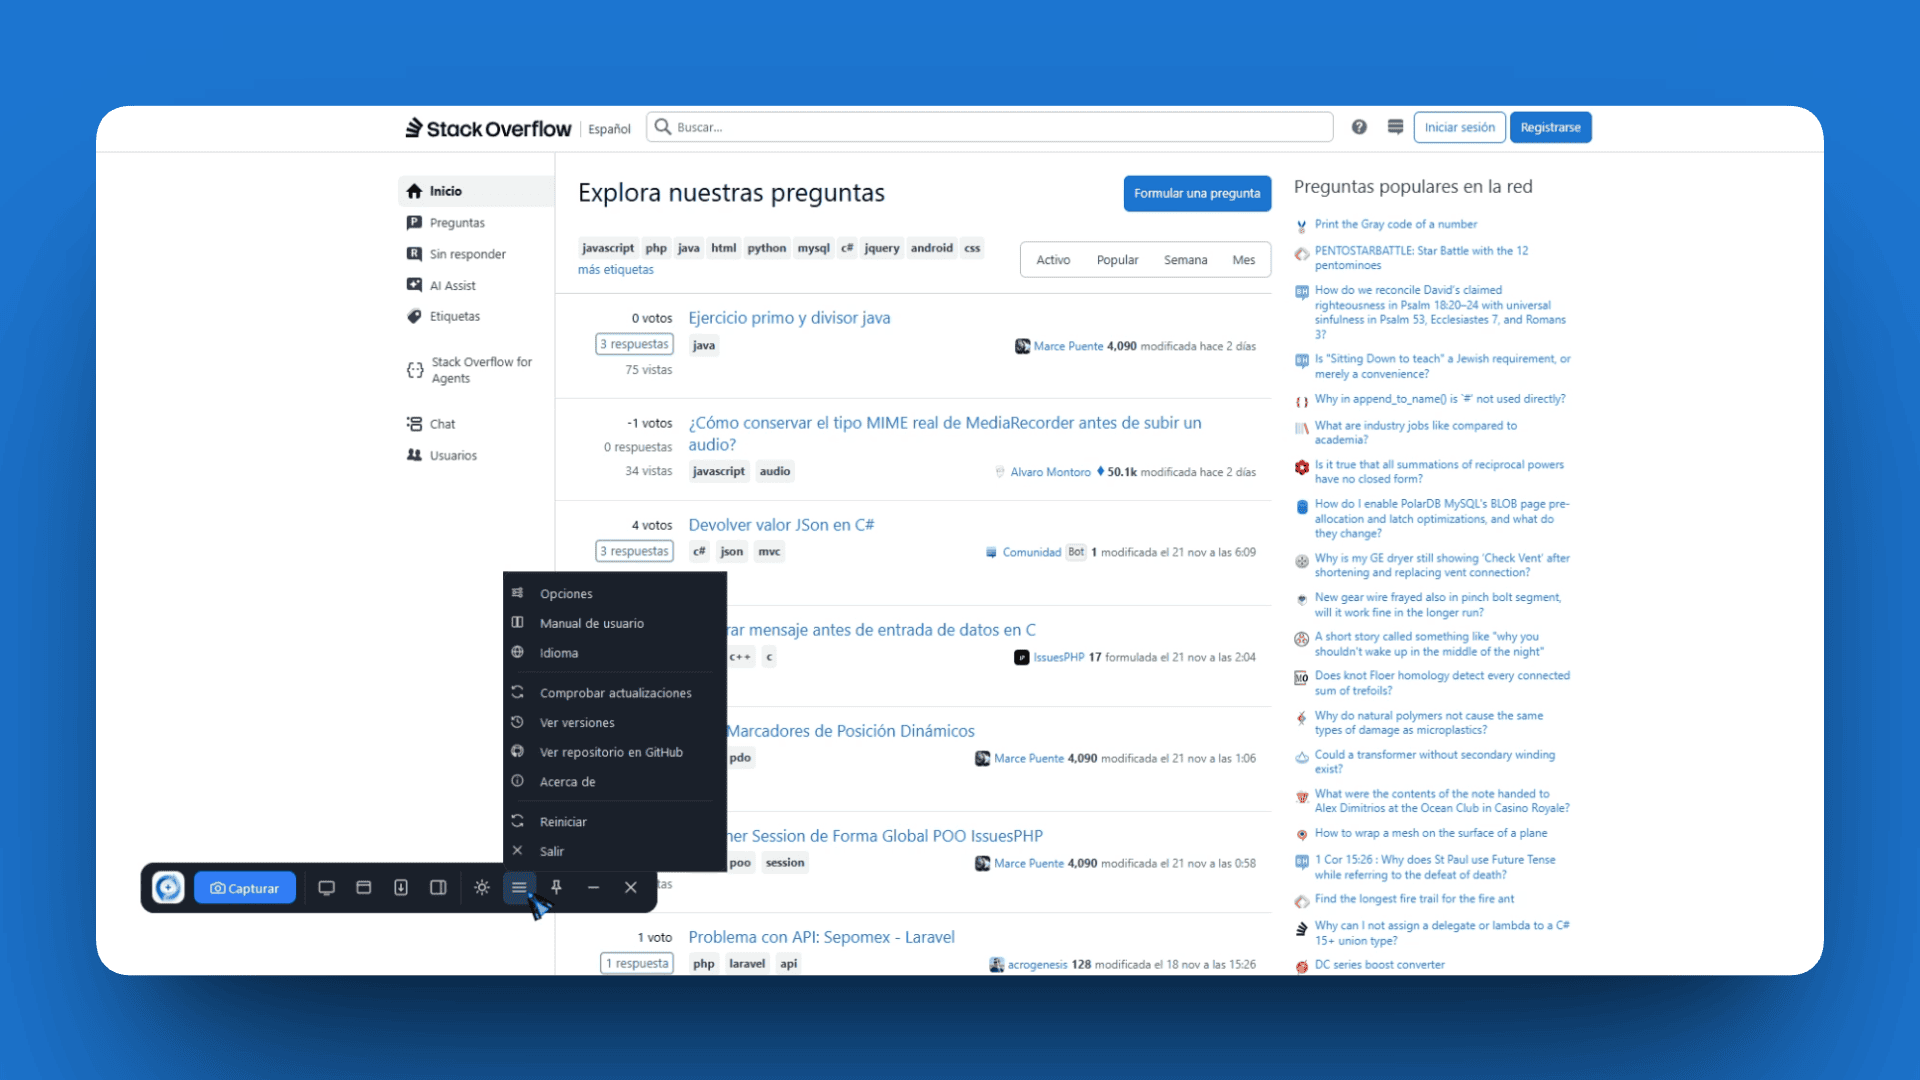 Stack Overflow
Español
Buscar...
Iniciar sesión
Registrarse
Inicio
Preguntas
Sin responder
AI Assist
Etiquetas
Stack Overflow for
Agents
Chat
Usuarios
Explora nuestras preguntas
Formular una pregunta
javascript php java html python mysql c# jquery android css
más etiquetas
Activo Popular Semana Mes
0 votos
3 respuestas
75 vistas
Ejercicio primo y divisor java
java
Marce Puente 4,090 modificada hace 2 días
-1 votos
0 respuestas
34 vistas
¿Cómo conservar el tipo MIME real de MediaRecorder antes de subir un
audio?
javascript audio
Alvaro Montoro ♦ 50.1k modificada hace 2 días
4 votos
3 respuestas
Devolver valor JSon en C#
c# json mvc
Comunidad Bot 1 modificada el 21 nov a las 6:09
rar mensaje antes de entrada de datos en C
c++ c
IssuesPHP 17 formulada el 21 nov a las 2:04
Marcadores de Posición Dinámicos
pdo
Marce Puente 4,090 modificada el 21 nov a las 1:06
ner Session de Forma Global POO IssuesPHP
poo session
Marce Puente 4,090 modificada el 21 nov a las 0:58
tas
1 voto
1 respuesta
Problema con API: Sepomex - Laravel
php laravel api
acrogenesis 128 modificada el 18 nov a las 15:26
Opciones
Manual de usuario
Idioma
Comprobar actualizaciones
Ver versiones
Ver repositorio en GitHub
Acerca de
Reiniciar
Salir
Capturar
Preguntas populares en la red
Print the Gray code of a number
PENTOSTARBATTLE: Star Battle with the 12
pentominoes
How do we reconcile David's claimed
righteousness in Psalm 18:20–24 with universal
sinfulness in Psalm 53, Ecclesiastes 7, and Romans
3?
Is "Sitting Down to teach" a Jewish requirement, or
merely a convenience?
Why in append_to_name() is `#' not used directly?
What are industry jobs like compared to
academia?
Is it true that all summations of reciprocal powers
have no closed form?
How do I enable PolarDB MySQL's BLOB page pre-
allocation and latch optimizations, and what do
they change?
Why is my GE dryer still showing 'Check Vent' after
shortening and replacing vent connection?
New gear wire frayed also in pinch bolt segment,
will it work fine in the longer run?
A short story called something like "why you
shouldn't wake up in the middle of the night"
Does knot Floer homology detect every connected
sum of trefoils?
Why do natural polymers not cause the same
types of damage as microplastics?
Could a transformer without secondary winding
exist?
What were the contents of the note handed to
Alex Dimitrios at the Ocean Club in Casino Royale?
How to wrap a mesh on the surface of a plane
1 Cor 15:26 : Why does St Paul use Future Tense
while referring to the defeat of death?
Find the longest fire trail for the fire ant
Why can I not assign a delegate or lambda to a C#
15+ union type?
DC series boost converter